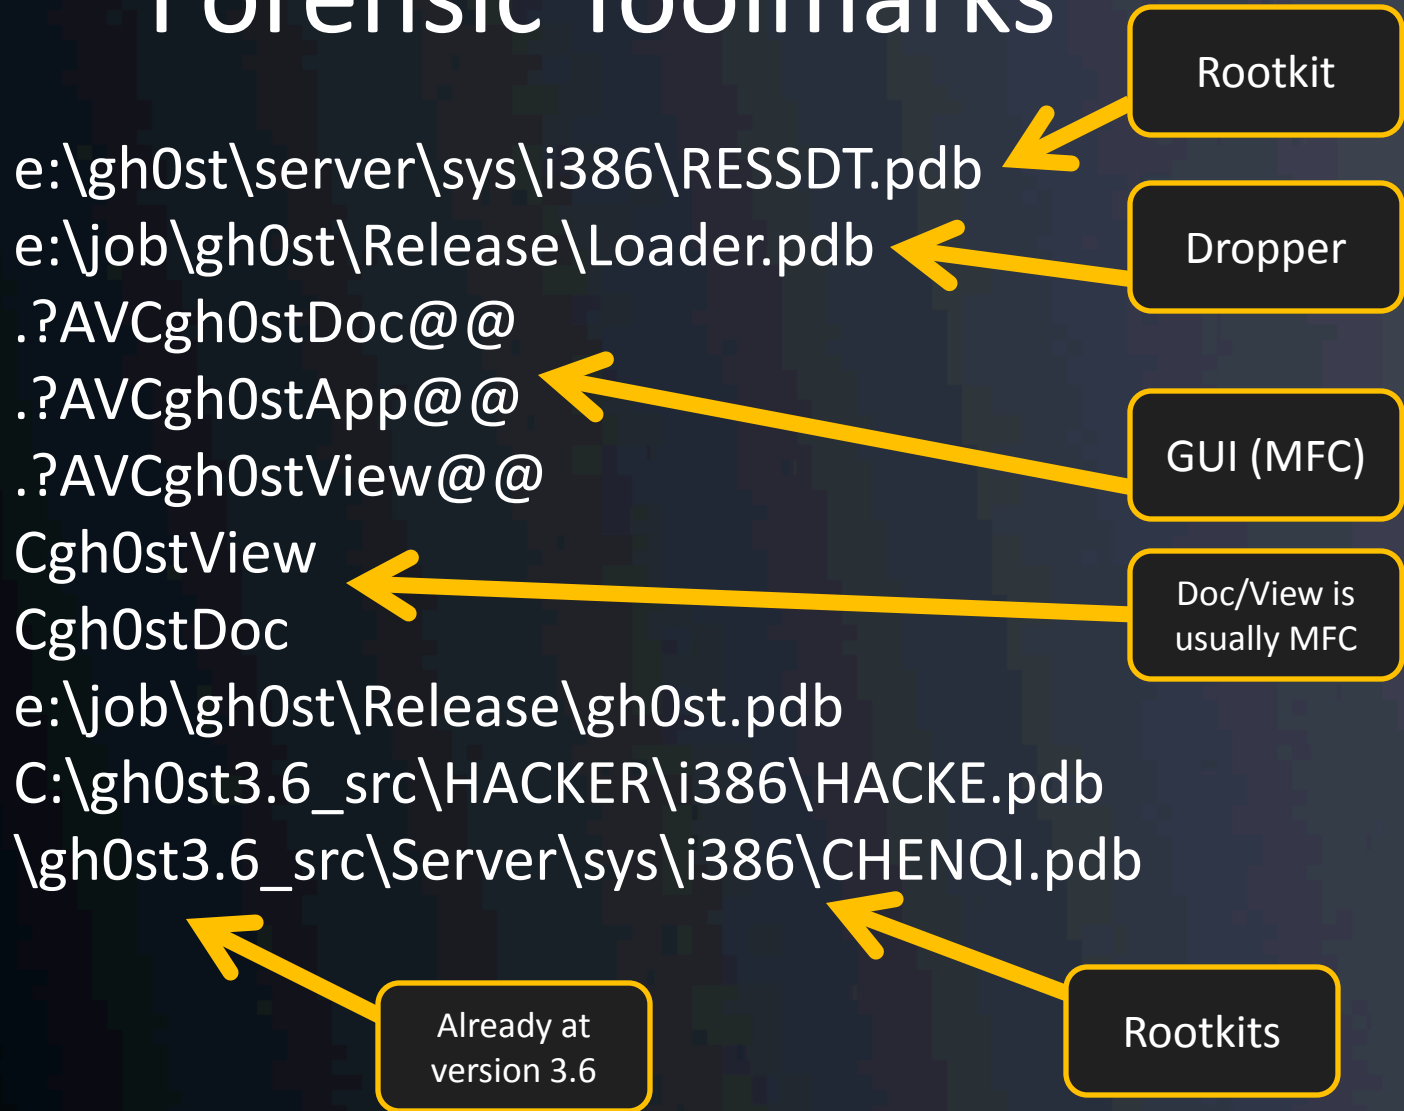 Forensic Toolmarks
Rootkit
e:\gh0st\server\sys\i386\RESSDT.pdb
e:\job\gh0st\Release\Loader.pdb
Dropper
.?AVCgh0stDoc@@
.?AVCgh0stApp@@
.?AVCgh0stView@@
GUI (MFC)
Cgh0stView
Cgh0stDoc
Doc/View is
usually MFC
e:\job\gh0st\Release\gh0st.pdb
C:\gh0st3.6_src\HACKER\i386\HACKE.pdb
\gh0st3.6_src\Server\sys\i386\CHENQI.pdb
Already at
version 3.6
Rootkits